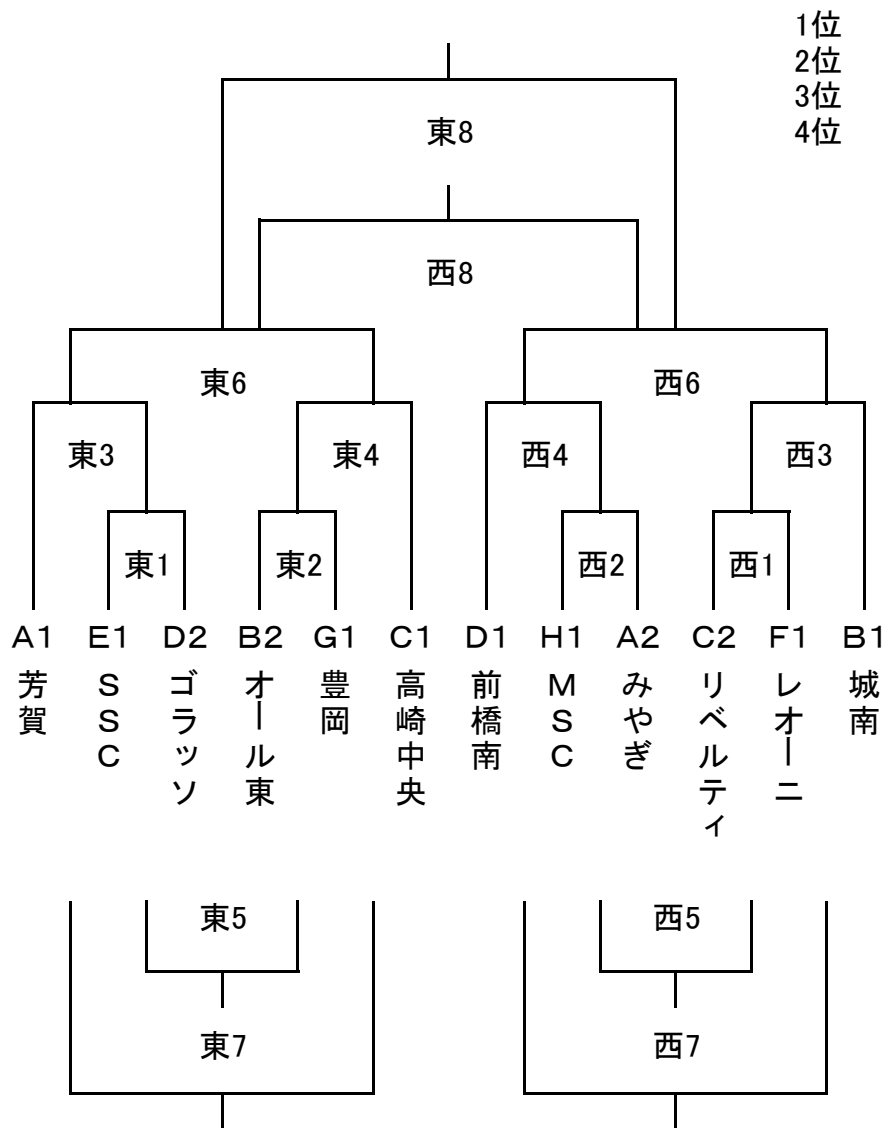 1位
2位
3位
4位
東8
西8
東6 西6
東3 東4 西4 西3
東1 東2 西2 西1
A1 E1 D2 B2 G1 C1 D1 H1 A2 C2 F1 B1
芳賀
SSC
ゴラッソ
オール東
豊岡
高崎中央
前橋南
MSC
みやぎ
リベルティ
レオーニ
城南
東5 西5
東7 西7